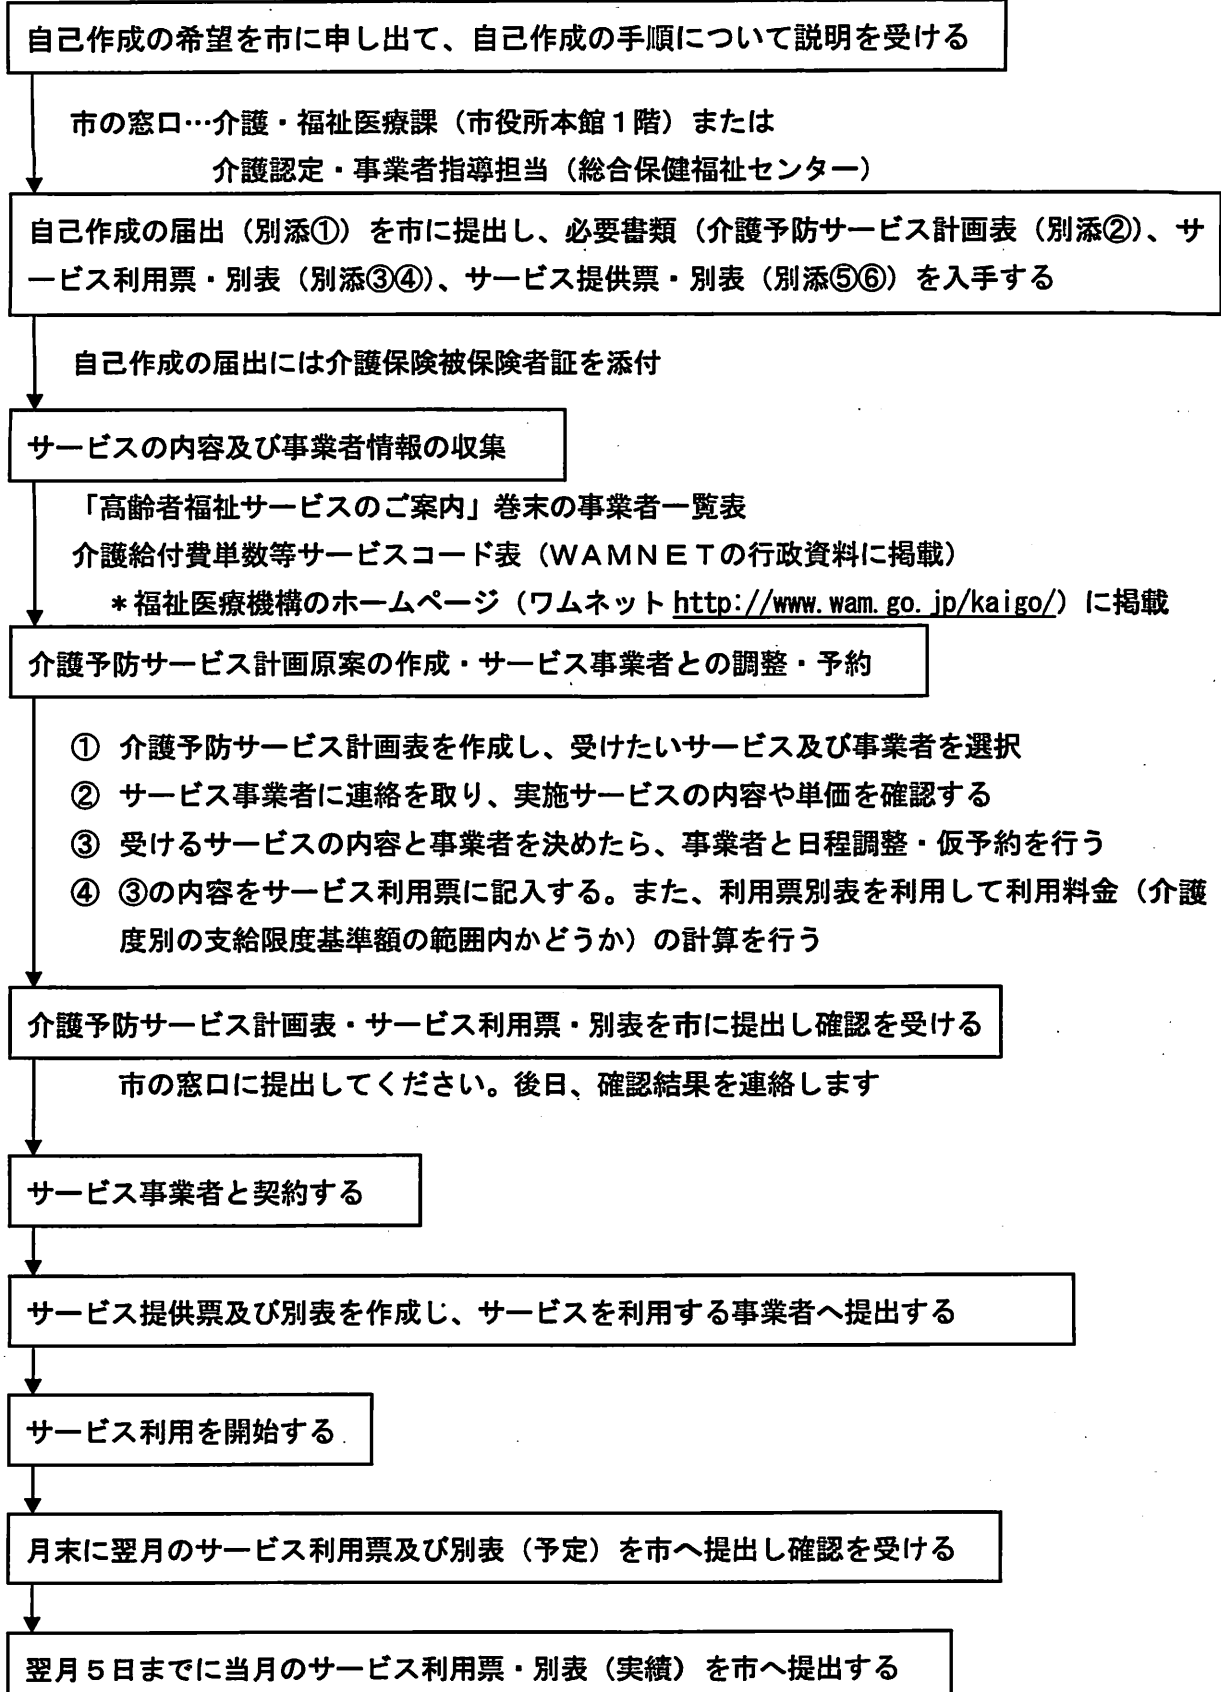 自己作成の希望を市に申し出て、自己作成の手順について説明を受ける
市の窓口…介護・福祉医療課（市役所本館１階）または
介護認定・事業者指導担当（総合保健福祉センター）
自己作成の届出（別添①）を市に提出し、必要書類（介護予防サービス計画表（別添②）、サ
ービス利用票・別表（別添③④）、サービス提供票・別表（別添⑤⑥）を入手する
自己作成の届出には介護保険被保険者証を添付
サービスの内容及び事業者情報の収集
「高齢者福祉サービスのご案内」巻末の事業者一覧表
介護給付費単数等サービスコード表（ＷＡＭＮＥＴの行政資料に掲載）
＊福祉医療機構のホームページ（ワムネット http://www.wam.go.jp/kaigo/）に掲載
介護予防サービス計画原案の作成・サービス事業者との調整・予約
① 介護予防サービス計画表を作成し、受けたいサービス及び事業者を選択
② サービス事業者に連絡を取り、実施サービスの内容や単価を確認する
③ 受けるサービスの内容と事業者を決めたら、事業者と日程調整・仮予約を行う
④ ③の内容をサービス利用票に記入する。また、利用票別表を利用して利用料金（介護
度別の支給限度基準額の範囲内かどうか）の計算を行う
介護予防サービス計画表・サービス利用票・別表を市に提出し確認を受ける
市の窓口に提出してください。後日、確認結果を連絡します
サービス事業者と契約する
サービス提供票及び別表を作成じ、サービスを利用する事業者へ提出する
サービス利用を開始する
月末に翌月のサービス利用票及び別表（予定）を市へ提出し確認を受ける
翌月５日までに当月のサービス利用票・別表（実績）を市へ提出する